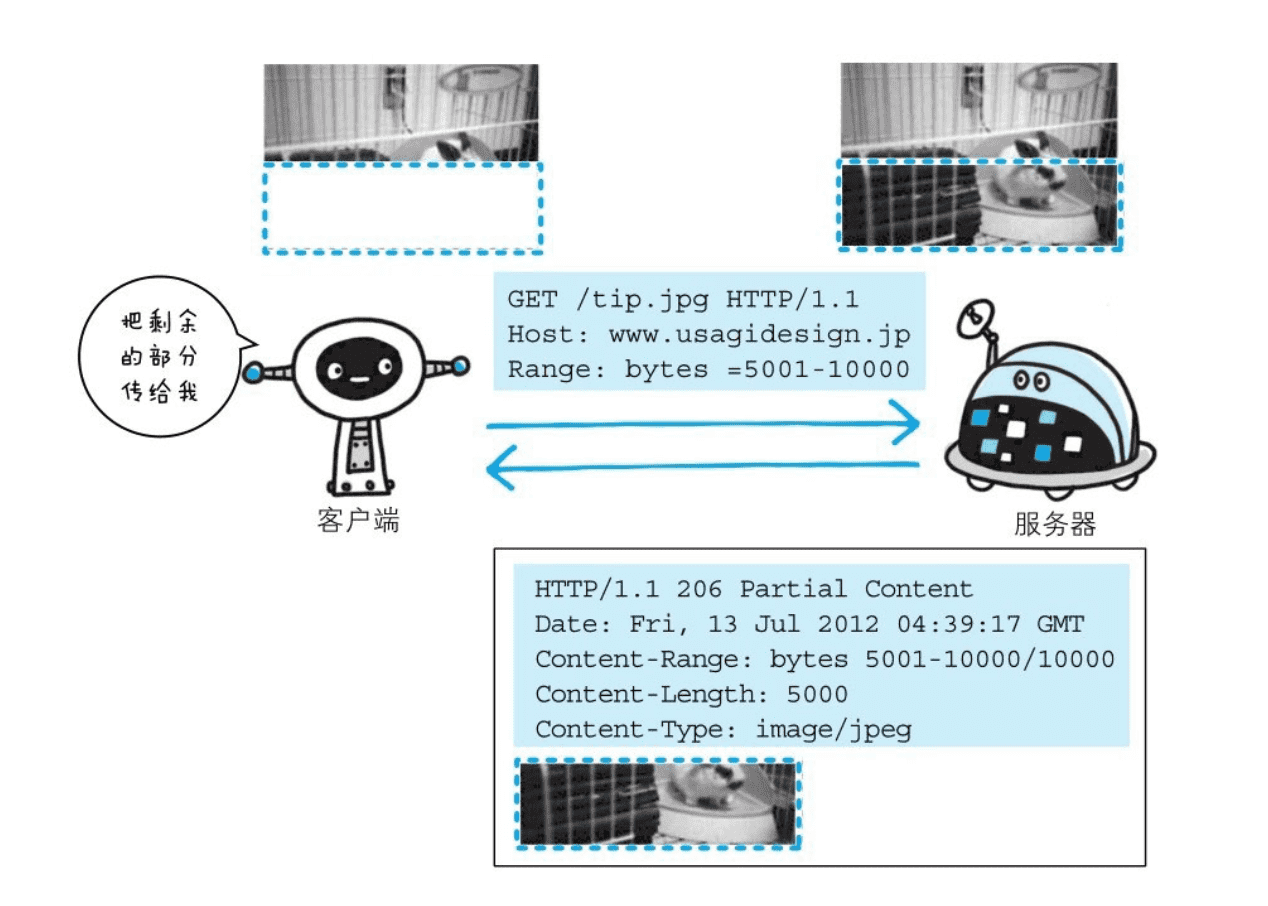 GET /tip.jpg HTTP/1.1
Host: www.usagidesign.jp
Range: bytes =5001-10000
把剩余
的部分
传给我
客户端
服务器
HTTP/1.1 206 Partial Content
Date: Fri, 13 Jul 2012 04:39:17 GMT
Content-Range: bytes 5001-10000/10000
Content-Length: 5000
Content-Type: image/jpeg